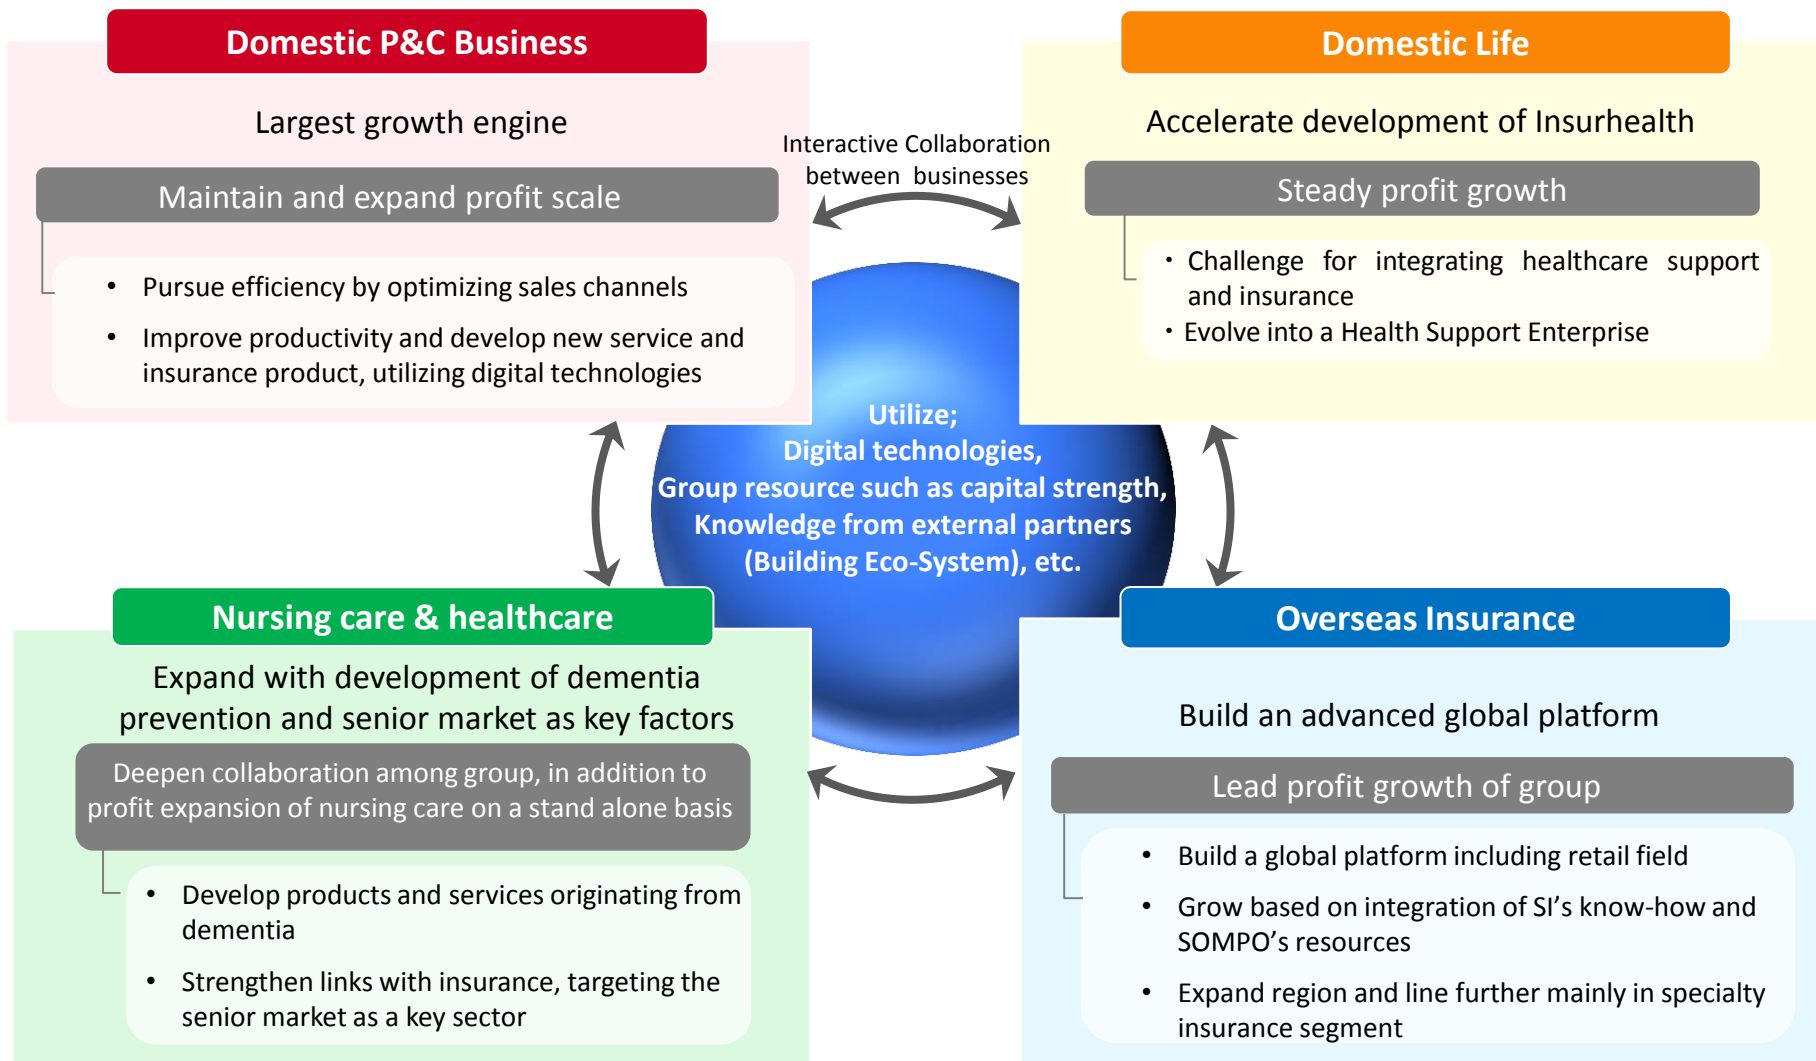 Domestic P&C Business
Largest growth engine
Maintain and expand profit scale
• Pursue efficiency by optimizing sales channels
• Improve productivity and develop new service and
insurance product, utilizing digital technologies
Interactive Collaboration
between businesses
Domestic Life
Accelerate development of Insurhealth
Steady profit growth
・Challenge for integrating healthcare support
and insurance
・Evolve into a Health Support Enterprise
Utilize;
Digital technologies,
Group resource such as capital strength,
Knowledge from external partners
(Building Eco-System), etc.
Nursing care & healthcare
Expand with development of dementia
prevention and senior market as key factors
Deepen collaboration among group, in addition to
profit expansion of nursing care on a stand alone basis
• Develop products and services originating from
dementia
• Strengthen links with insurance, targeting the
senior market as a key sector
Overseas Insurance
Build an advanced global platform
Lead profit growth of group
• Build a global platform including retail field
• Grow based on integration of SI’s know-how and
SOMPO’s resources
• Expand region and line further mainly in specialty
insurance segment